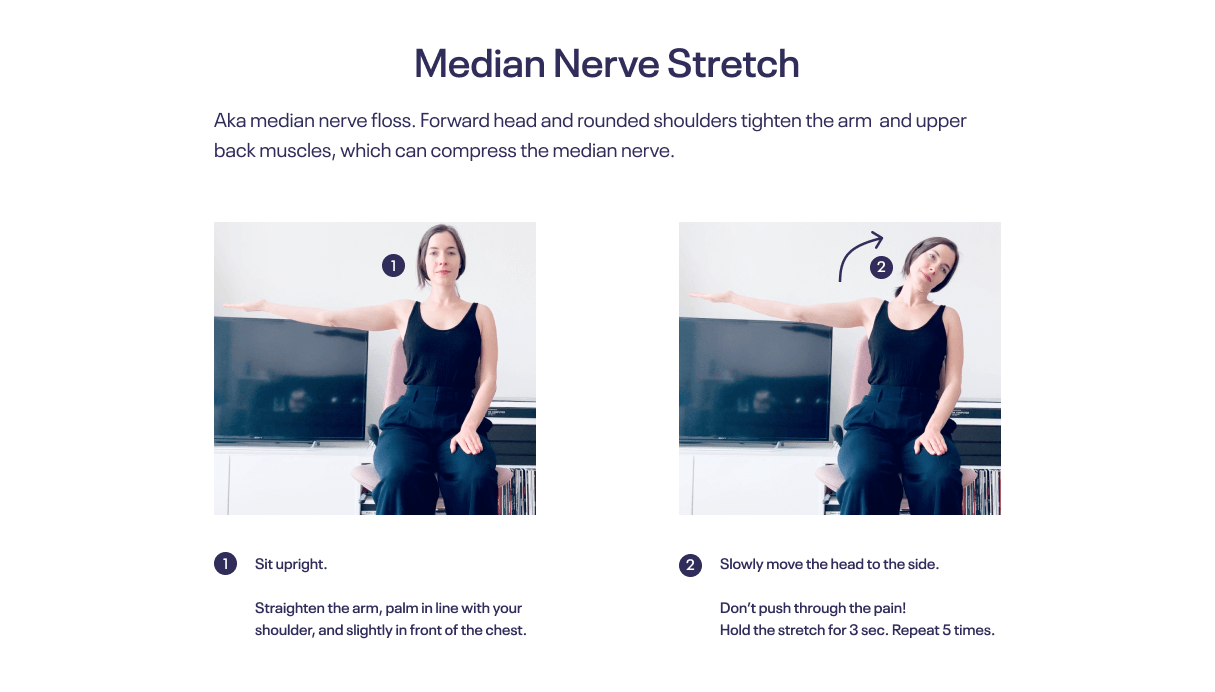 Median Nerve Stretch
Aka median nerve floss. Forward head and rounded shoulders tighten the arm and upper
back muscles, which can compress the median nerve.
1
2
1 Sit upright.
Straighten the arm, palm in line with your
shoulder, and slightly in front of the chest.
2 Slowly move the head to the side.
Don’t push through the pain!
Hold the stretch for 3 sec. Repeat 5 times.